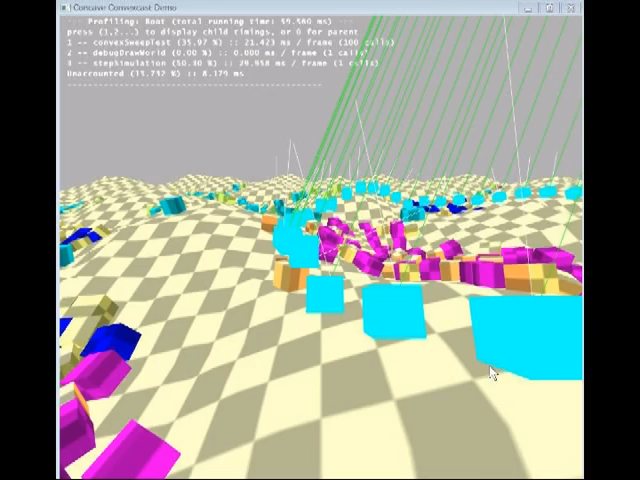 Concave Convexcast Demo
--- Profiling: Root (total running time: 59.580 ms) ---
press (1,2...) to display child timings, or 0 for parent
1 -- convexSweepTest (35.97 %) :: 21.423 ms / frame (100 calls)
2 -- debugDrawWorld (0.00 %) :: 0.000 ms / frame (1 calls)
3 -- stepSimulation (50.30 %) :: 29.958 ms / frame (1 calls)
Unaccounted: (13.732 %) :: 8.179 ms
-------------------------------------------------